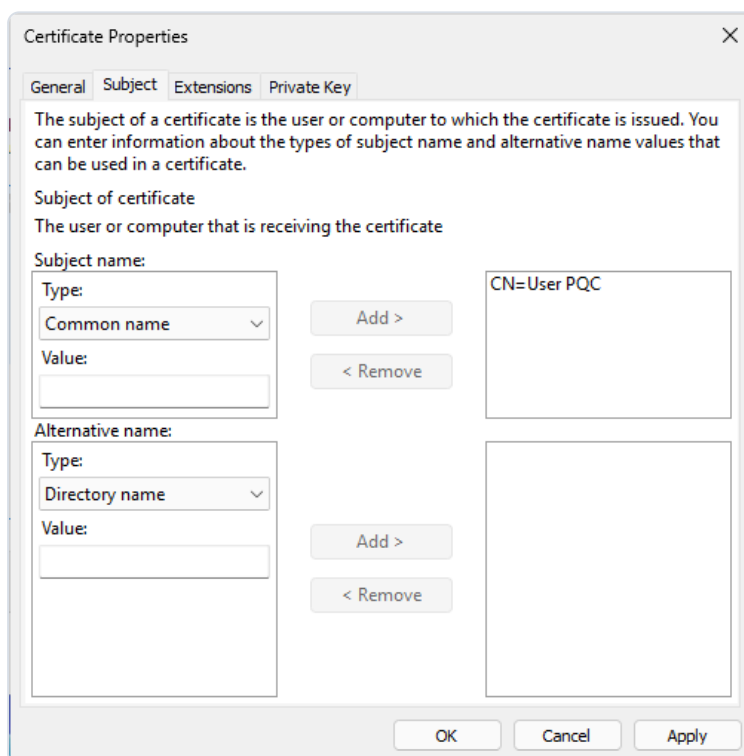 Certificate Properties
General Subject Extensions Private Key
The subject of a certificate is the user or computer to which the certificate is issued. You
can enter information about the types of subject name and alternative name values that
can be used in a certificate.
Subject of certificate
The user or computer that is receiving the certificate
Subject name:
Type:
Common name
Value:
Add >
< Remove
CN=User PQC
Alternative name:
Type:
Directory name
Value:
Add >
< Remove
OK Cancel Apply